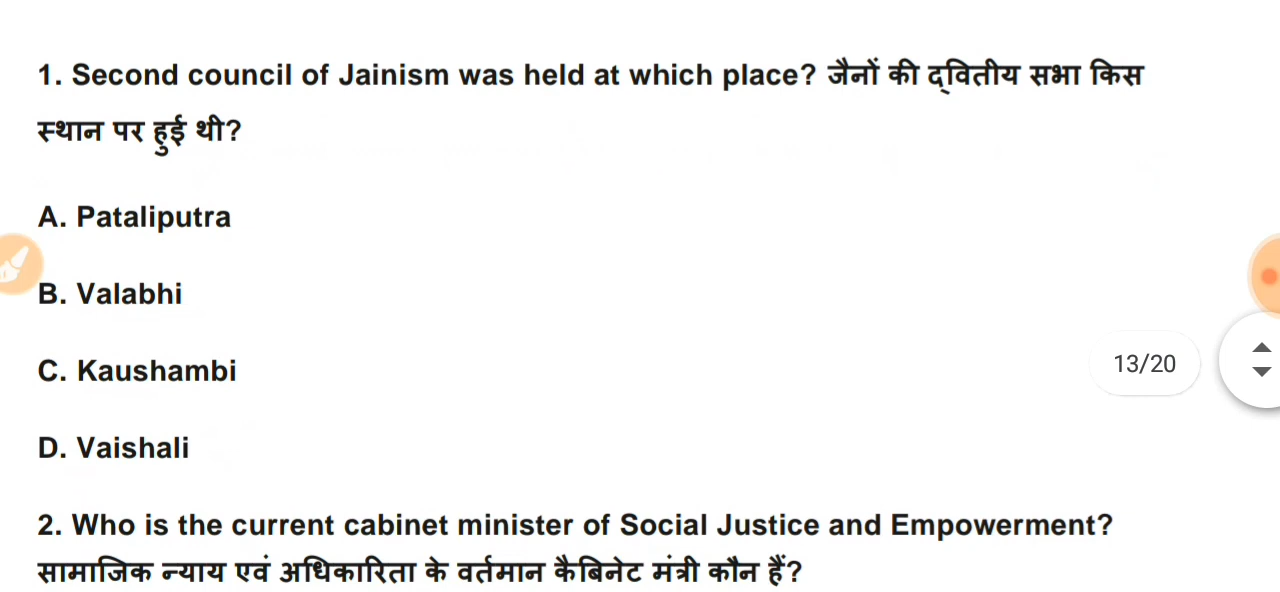 1. Second council of Jainism was held at which place? जैनों की द्वितीय सभा किस
स्थान पर हुई थी?
A. Pataliputra
B. Valabhi
C. Kaushambi
13/20
D. Vaishali
2. Who is the current cabinet minister of Social Justice and Empowerment?
सामाजिक न्याय एवं अधिकारिता के वर्तमान कैबिनेट मंत्री कौन हैं?